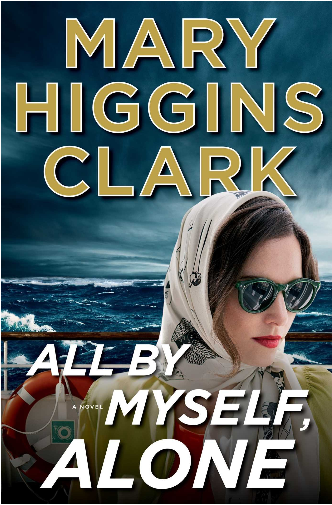 MARY
HIGGINS
CLARK
ALL BY
A NOVEL
MYSELF,
ALONE